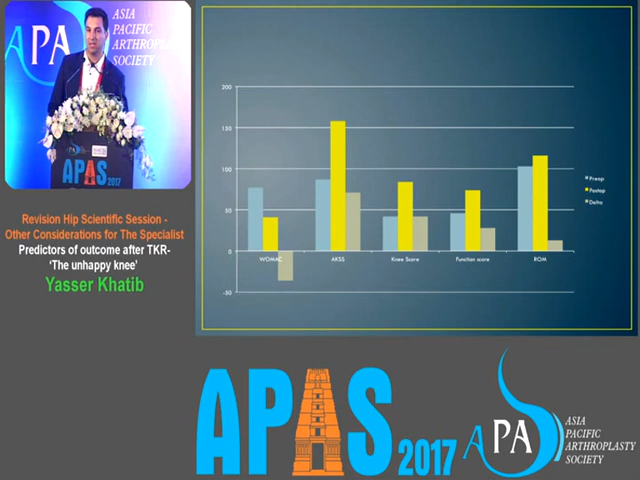 APA
ASIA
PACIFIC
ARTHROPLASTY
SOCIETY
APAS 2017
Revision Hip Scientific Session -
Other Considerations for The Specialist
Predictors of outcome after TKR-
‘The unhappy knee’
Yasser Khatib
200
150
100
50
0
-50
WOMAC
AKSS
Knee Score
Function score
ROM
Preop
Postop
Delta
APAS 2017
APA
ASIA
PACIFIC
ARTHROPLASTY
SOCIETY